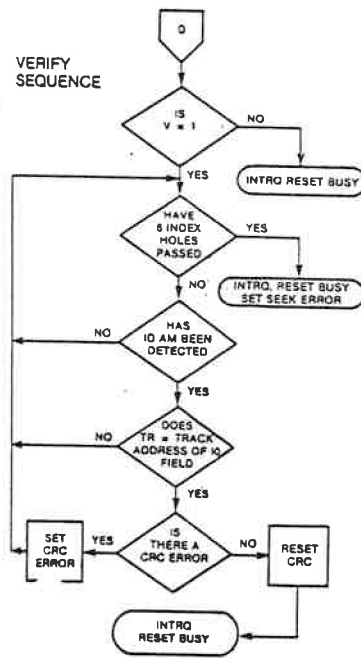 D
VERIFY
SEQUENCE
IS
V = 1
NO
INTRQ RESET BUSY
YES
HAVE
6 INDEX
HOLES
PASSED
YES
INTRQ, RESET BUSY
SET SEEK ERROR
NO
HAS
ID AM BEEN
DETECTED
NO
YES
DOES
TR = TRACK
ADDRESS OF ID
FIELD
NO
YES
IS
THERE A
CRC ERROR
YES
SET
CRC
ERROR
NO
RESET
CRC
INTRQ
RESET BUSY